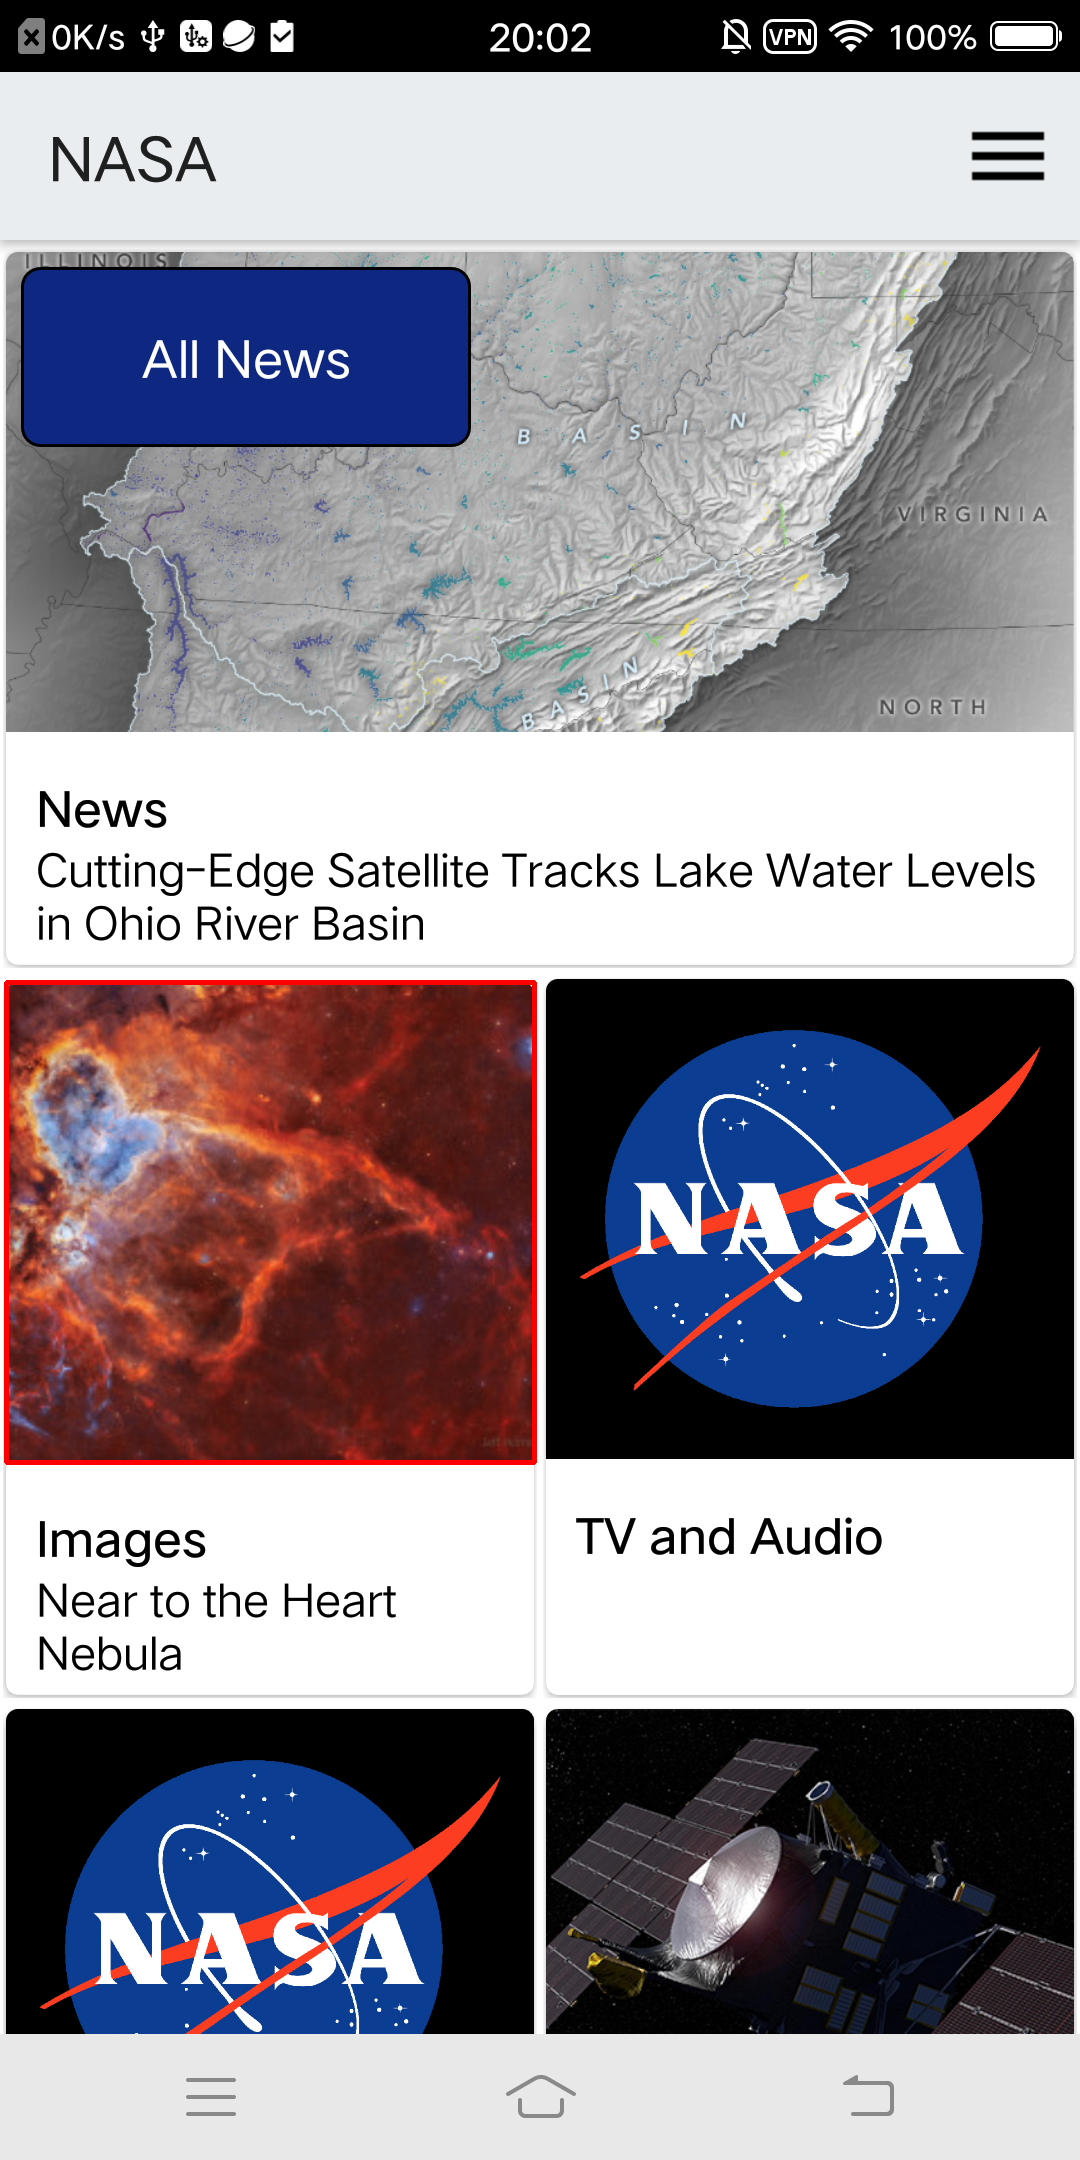 0K/s
20:02
VPN
100%
NASA
ILLINOIS
All News
BASIN
VIRGINIA
BASIN
NORTH
News
Cutting-Edge Satellite Tracks Lake Water Levels
in Ohio River Basin
NASA
Images
Near to the Heart
Nebula
TV and Audio
NASA